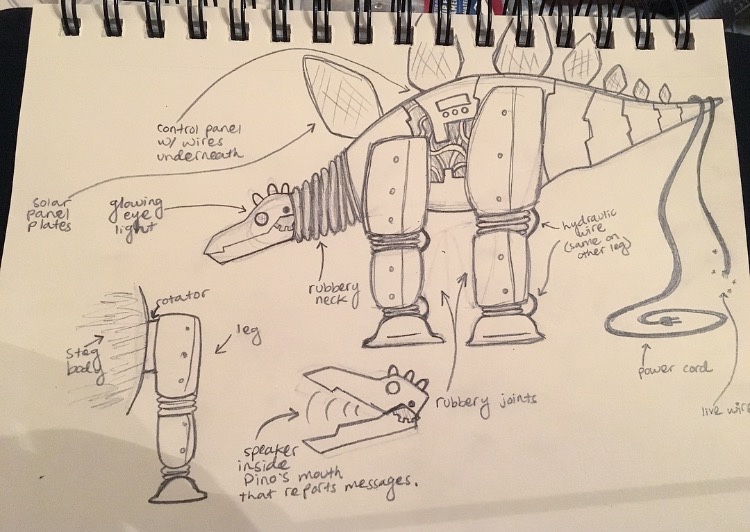 control panel
w/ wires
underneath
solar
panel
plates
glowing
eye
light
rubbery
neck
hydraulic
wire
(same on
other leg)
rotator
leg
steg
body
rubbery joints
power cord
live wire
speaker
inside
Dino's mouth
that reports messages.